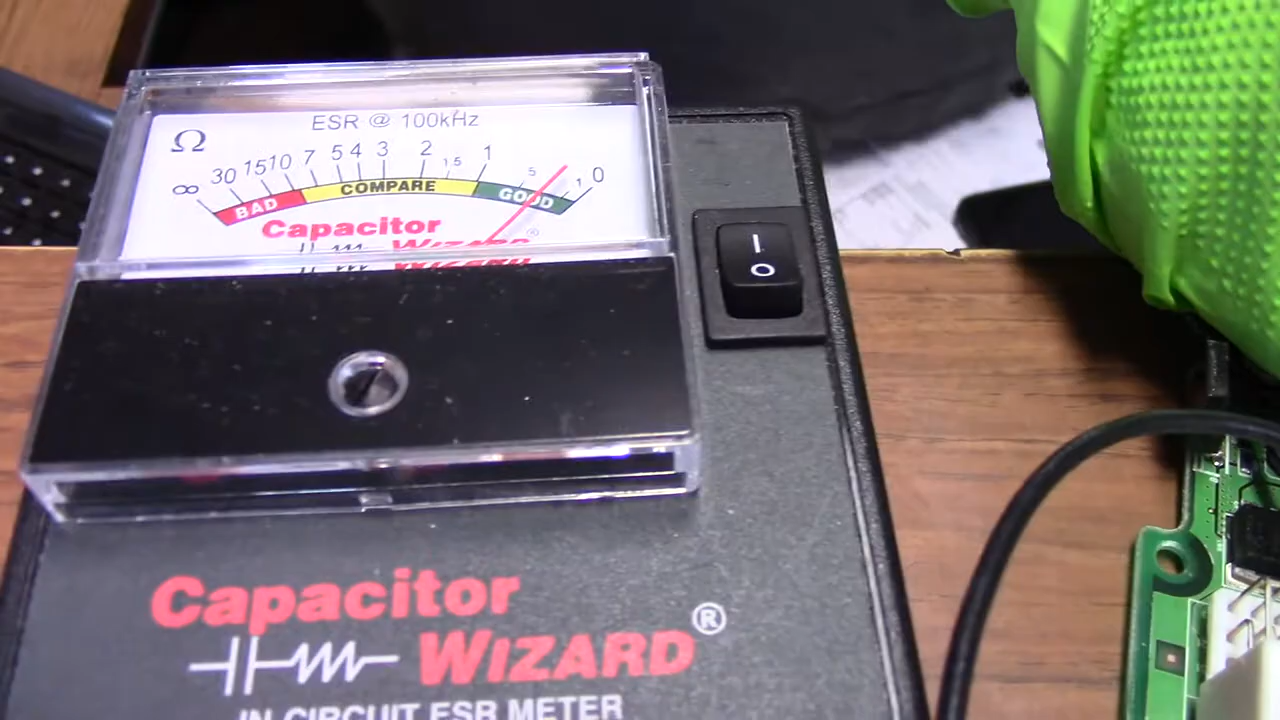 ESR @ 100kHz
Ω
∞ 30 15 10 7 5 4 3 2 1.5 1 .5 .1 0
BAD COMPARE GOOD
Capacitor
WIZARD®
I
O
Capacitor
WIZARD®
IN CIRCUIT ESR METER